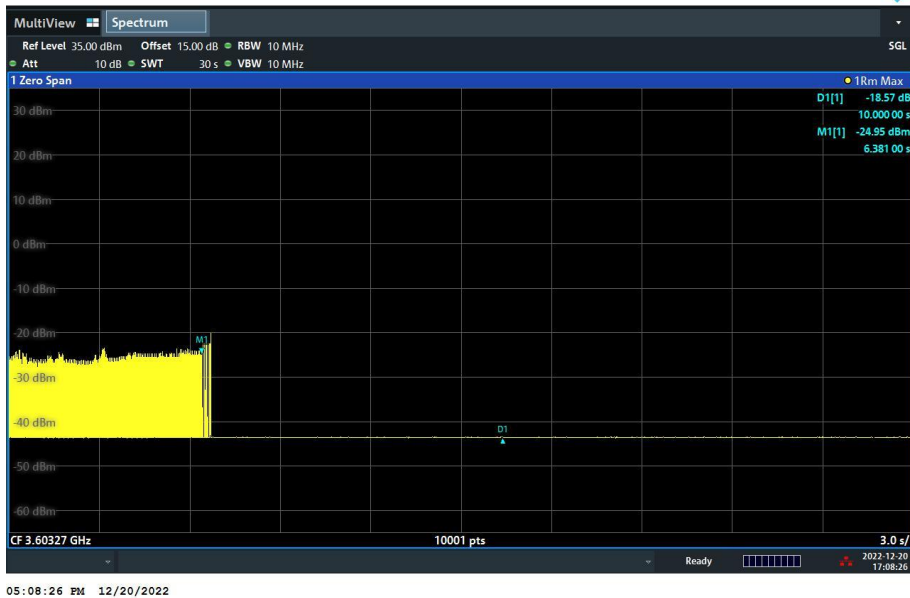 MultiView Spectrum
Ref Level 35.00 dBm Offset 15.00 dB RBW 10 MHz SGL
Att 10 dB SWT 30 s VBW 10 MHz
1 Zero Span 1Rm Max
D1[1] -18.57 dB
10.000 00 s
M1[1] -24.95 dBm
6.381 00 s
30 dBm
20 dBm
10 dBm
0 dBm
-10 dBm
-20 dBm
M1
-30 dBm
-40 dBm
D1
-50 dBm
-60 dBm
CF 3.60327 GHz 10001 pts 3.0 s/
Ready 2022-12-20
17:08:26
05:08:26 PM 12/20/2022